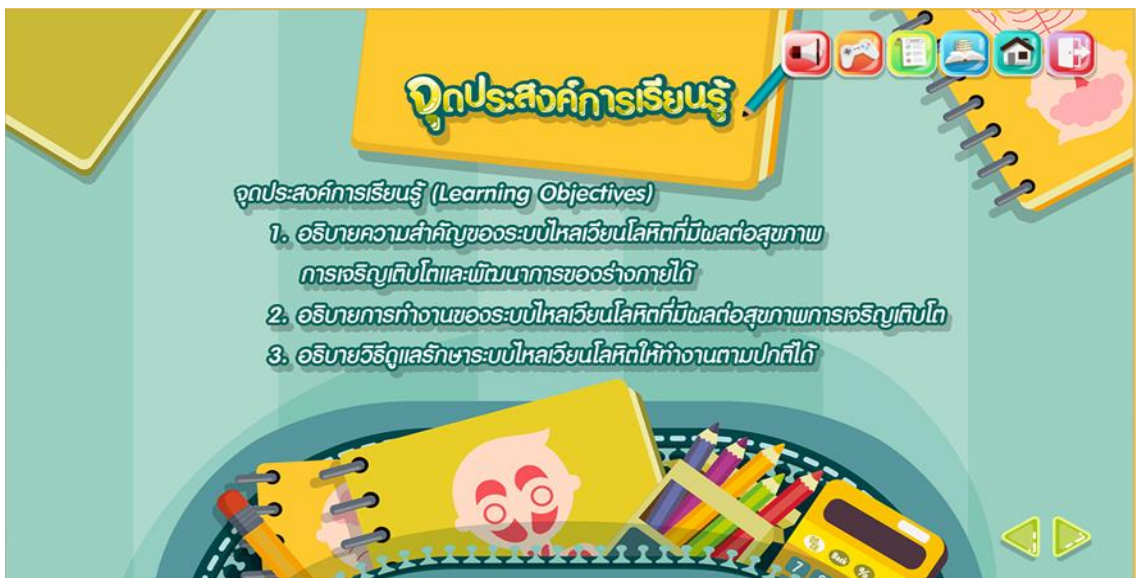 จุดประสงค์การเรียนรู้
จุดประสงค์การเรียนรู้ (Learning Objectives)
1. อธิบายความสำคัญของระบบไหลเวียนโลหิตที่มีผลต่อสุขภาพ
การเจริญเติบโตและพัฒนาการของร่างกายได้
2. อธิบายการทำงานของระบบไหลเวียนโลหิตที่มีผลต่อสุขภาพการเจริญเติบโต
3. อธิบายวิธีดูแลรักษาระบบไหลเวียนโลหิตให้ทำงานตามปกติได้
Back %
7